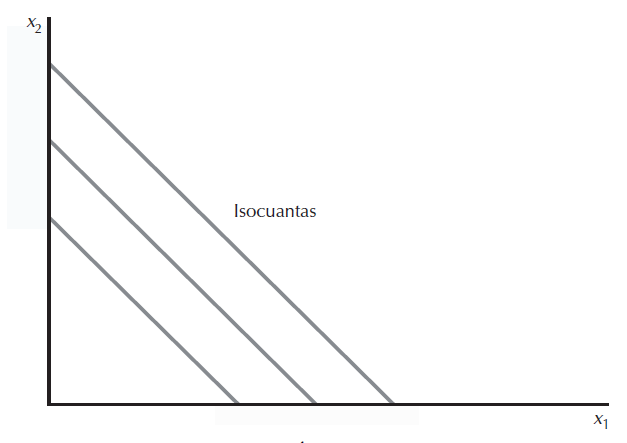 x₂
Isocuantas
x₁